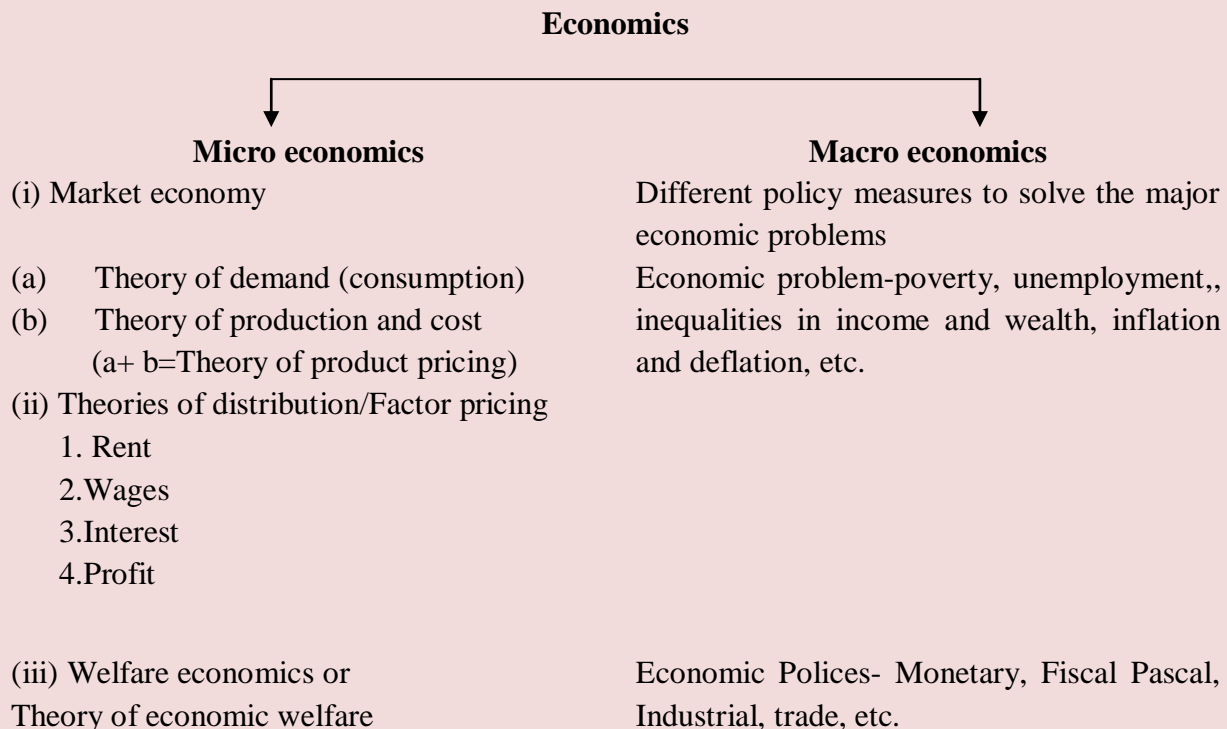 Economics
Micro economics
(i) Market economy
(a) Theory of demand (consumption)
(b) Theory of production and cost
(a+ b=Theory of product pricing)
(ii) Theories of distribution/Factor pricing
1. Rent
2.Wages
3.Interest
4.Profit
(iii) Welfare economics or
Theory of economic welfare
Macro economics
Different policy measures to solve the major
economic problems
Economic problem-poverty, unemployment,,
inequalities in income and wealth, inflation
and deflation, etc.
Economic Polices- Monetary, Fiscal Pascal,
Industrial, trade, etc.